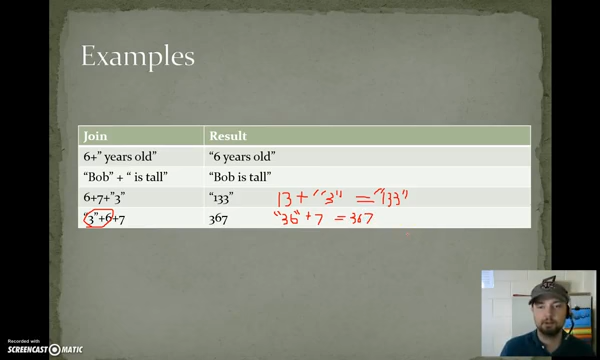 Examples
Join Result
6+” years old” “6 years old”
“Bob” + “ is tall” “Bob is tall”
6+7+”3” “133” 13 + "3" = "133"
“3”+6+7 367 "36" + 7 = 367
Recorded with
SCREENCAST MATIC